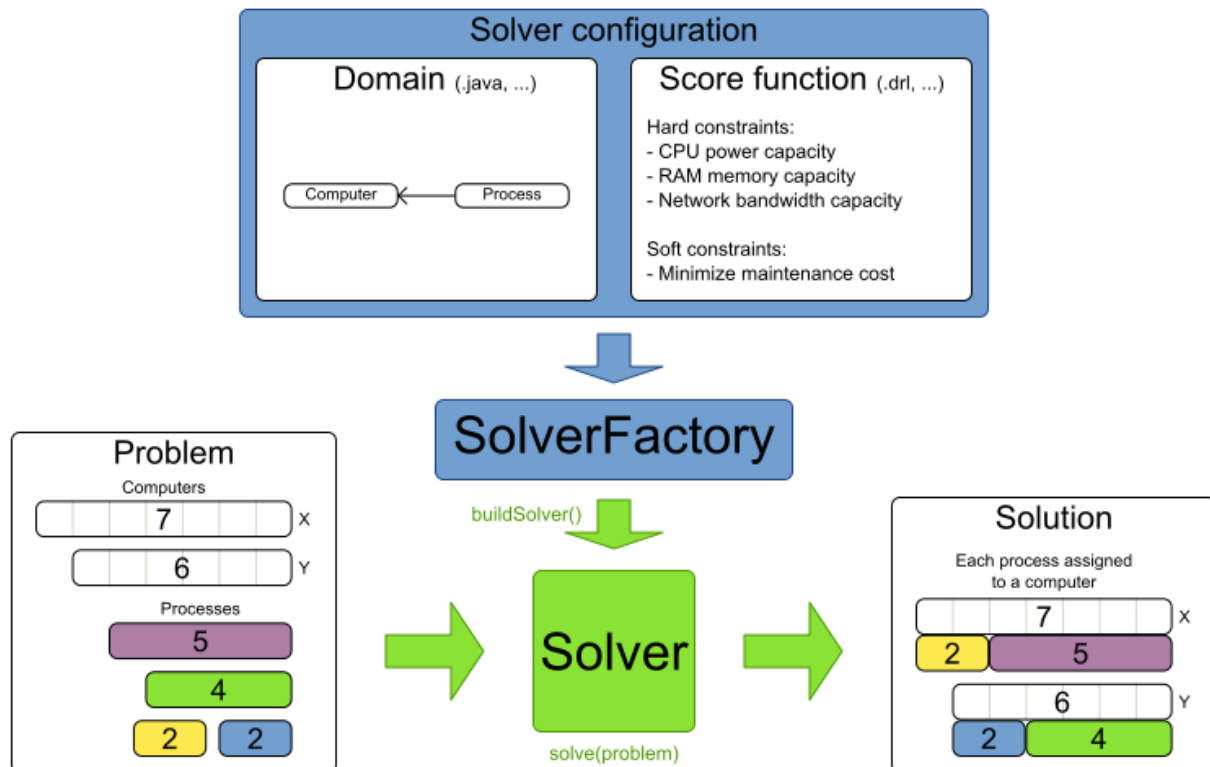 Solver configuration
Domain (.java, ...)
Computer
Process
Score function (.drl, ...)
Hard constraints:
- CPU power capacity
- RAM memory capacity
- Network bandwidth capacity
Soft constraints:
- Minimize maintenance cost
SolverFactory
buildSolver()
Problem
Computers
7 X
6 Y
Processes
5
4
2 2
Solver
solve(problem)
Solution
Each process assigned
to a computer
7 X
2 5
6 Y
2 4